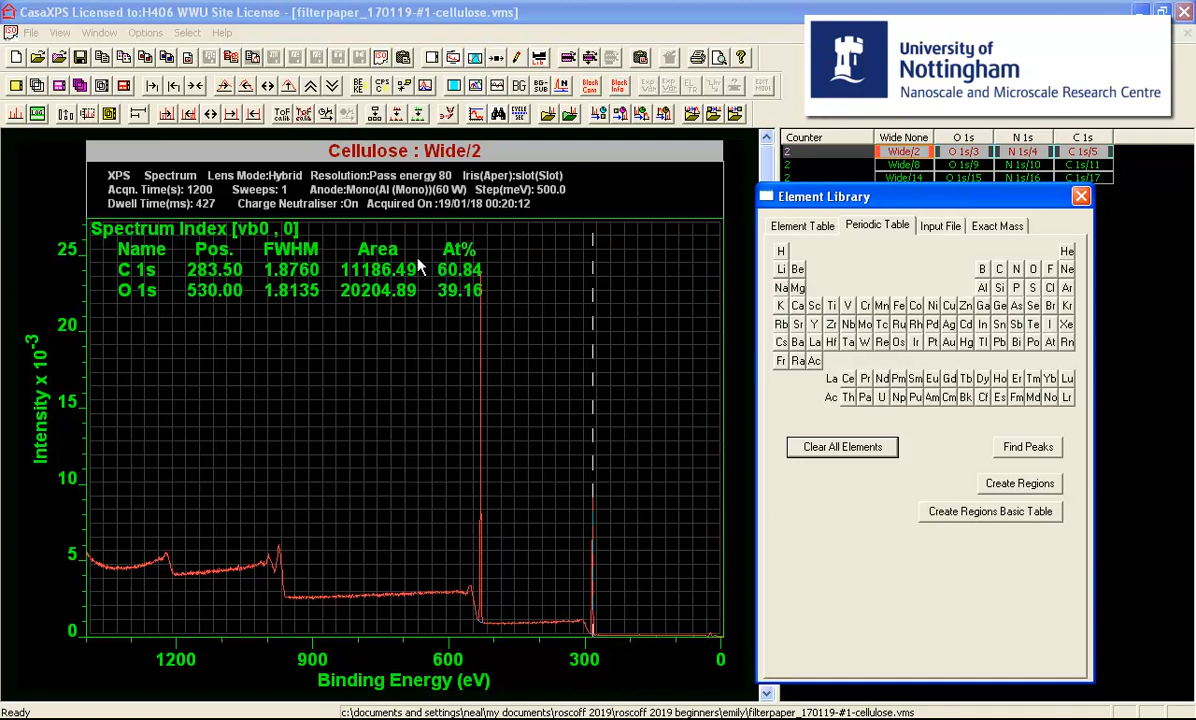 CasaXPS Licensed to:H406 WWU Site License - [filterpaper_170119-#1-cellulose.vms]
File View Window Options Select Help
University of
Nottingham
Nanoscale and Microscale Research Centre
Cellulose : Wide/2
XPS Spectrum Lens Mode:Hybrid Resolution:Pass energy 80 Iris(Aper):slot(Slot)
Acqn. Time(s): 1200 Sweeps: 1 Anode:Mono(Al (Mono))(60 W) Step(meV): 500.0
Dwell Time(ms): 427 Charge Neutraliser :On Acquired On :19/01/18 00:20:12
Spectrum Index [vb0 , 0]
Name Pos. FWHM Area At%
C 1s 283.50 1.8760 11186.49 60.84
O 1s 530.00 1.8135 20204.89 39.16
Intensity x 10-3
25
20
15
10
5
0
1200 900 600 300 0
Binding Energy (eV)
Counter Wide None O 1s N 1s C 1s
2 Wide/2 O 1s/3 N 1s/4 C 1s/5
2 Wide/8 O 1s/9 N 1s/10 C 1s/11
2 Wide/14 O 1s/15 N 1s/16 C 1s/17
Element Library
Element Table Periodic Table Input File Exact Mass
H He
Li Be B C N O F Ne
Na Mg Al Si P S Cl Ar
K Ca Sc Ti V Cr Mn Fe Co Ni Cu Zn Ga Ge As Se Br Kr
Rb Sr Y Zr Nb Mo Tc Ru Rh Pd Ag Cd In Sn Sb Te I Xe
Cs Ba La Hf Ta W Re Os Ir Pt Au Hg Tl Pb Bi Po At Rn
Fr Ra Ac
La Ce Pr Nd Pm Sm Eu Gd Tb Dy Ho Er Tm Yb Lu
Ac Th Pa U Np Pu Am Cm Bk Cf Es Fm Md No Lr
Clear All Elements Find Peaks
Create Regions
Create Regions Basic Table
Ready c:\documents and settings\neal\my documents\roscoff 2019\roscoff 2019 beginners\emily\filterpaper_170119-#1-cellulose.vms